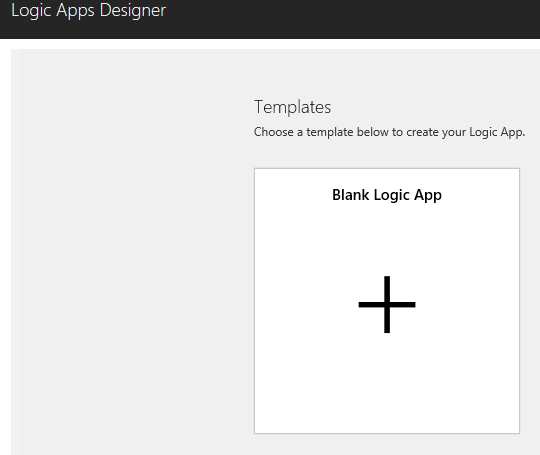 Logic Apps Designer
Templates
Choose a template below to create your Logic App.
Blank Logic App